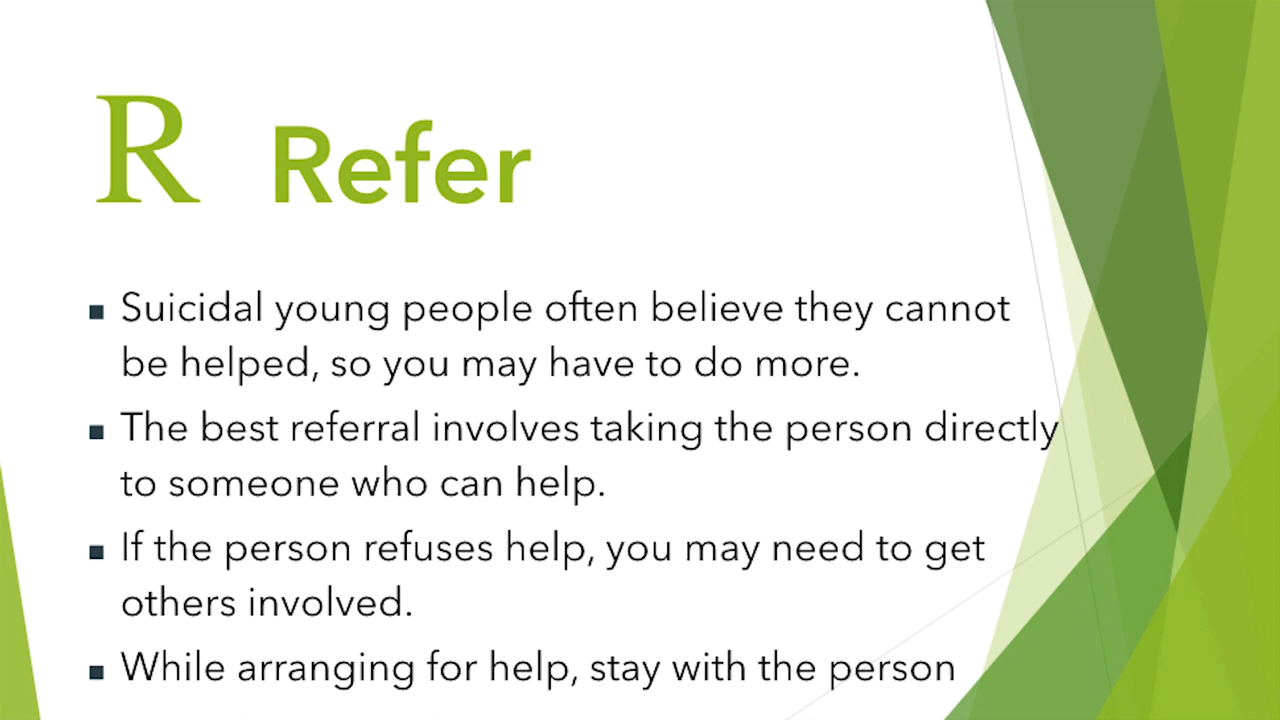 R Refer
▪ Suicidal young people often believe they cannot
be helped, so you may have to do more.
▪ The best referral involves taking the person directly
to someone who can help.
▪ If the person refuses help, you may need to get
others involved.
▪ While arranging for help, stay with the person